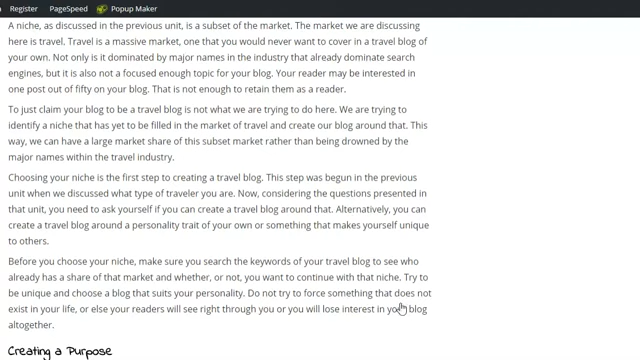 Register PageSpeed Popup Maker
A niche, as discussed in the previous unit, is a subset of the market. The market we are discussing
here is travel. Travel is a massive market, one that you would never want to cover in a travel blog of
your own. Not only is it dominated by major names in the industry that already dominate search
engines, but it is also not a focused enough topic for your blog. Your reader may be interested in
one post out of fifty on your blog. That is not enough to retain them as a reader.
To just claim your blog to be a travel blog is not what we are trying to do here. We are trying to
identify a niche that has yet to be filled in the market of travel and create our blog around that. This
way, we can have a large market share of this subset market rather than being drowned by the
major names within the travel industry.
Choosing your niche is the first step to creating a travel blog. This step was begun in the previous
unit when we discussed what type of traveler you are. Now, considering the questions presented in
that unit, you need to ask yourself if you can create a travel blog around that. Alternatively, you can
create a travel blog around a personality trait of your own or something that makes yourself unique
to others.
Before you choose your niche, make sure you search the keywords of your travel blog to see who
already has a share of that market and whether, or not, you want to continue with that niche. Try to
be unique and choose a blog that suits your personality. Do not try to force something that does not
exist in your life, or else your readers will see right through you or you will lose interest in your blog
altogether.
Creating a Purpose